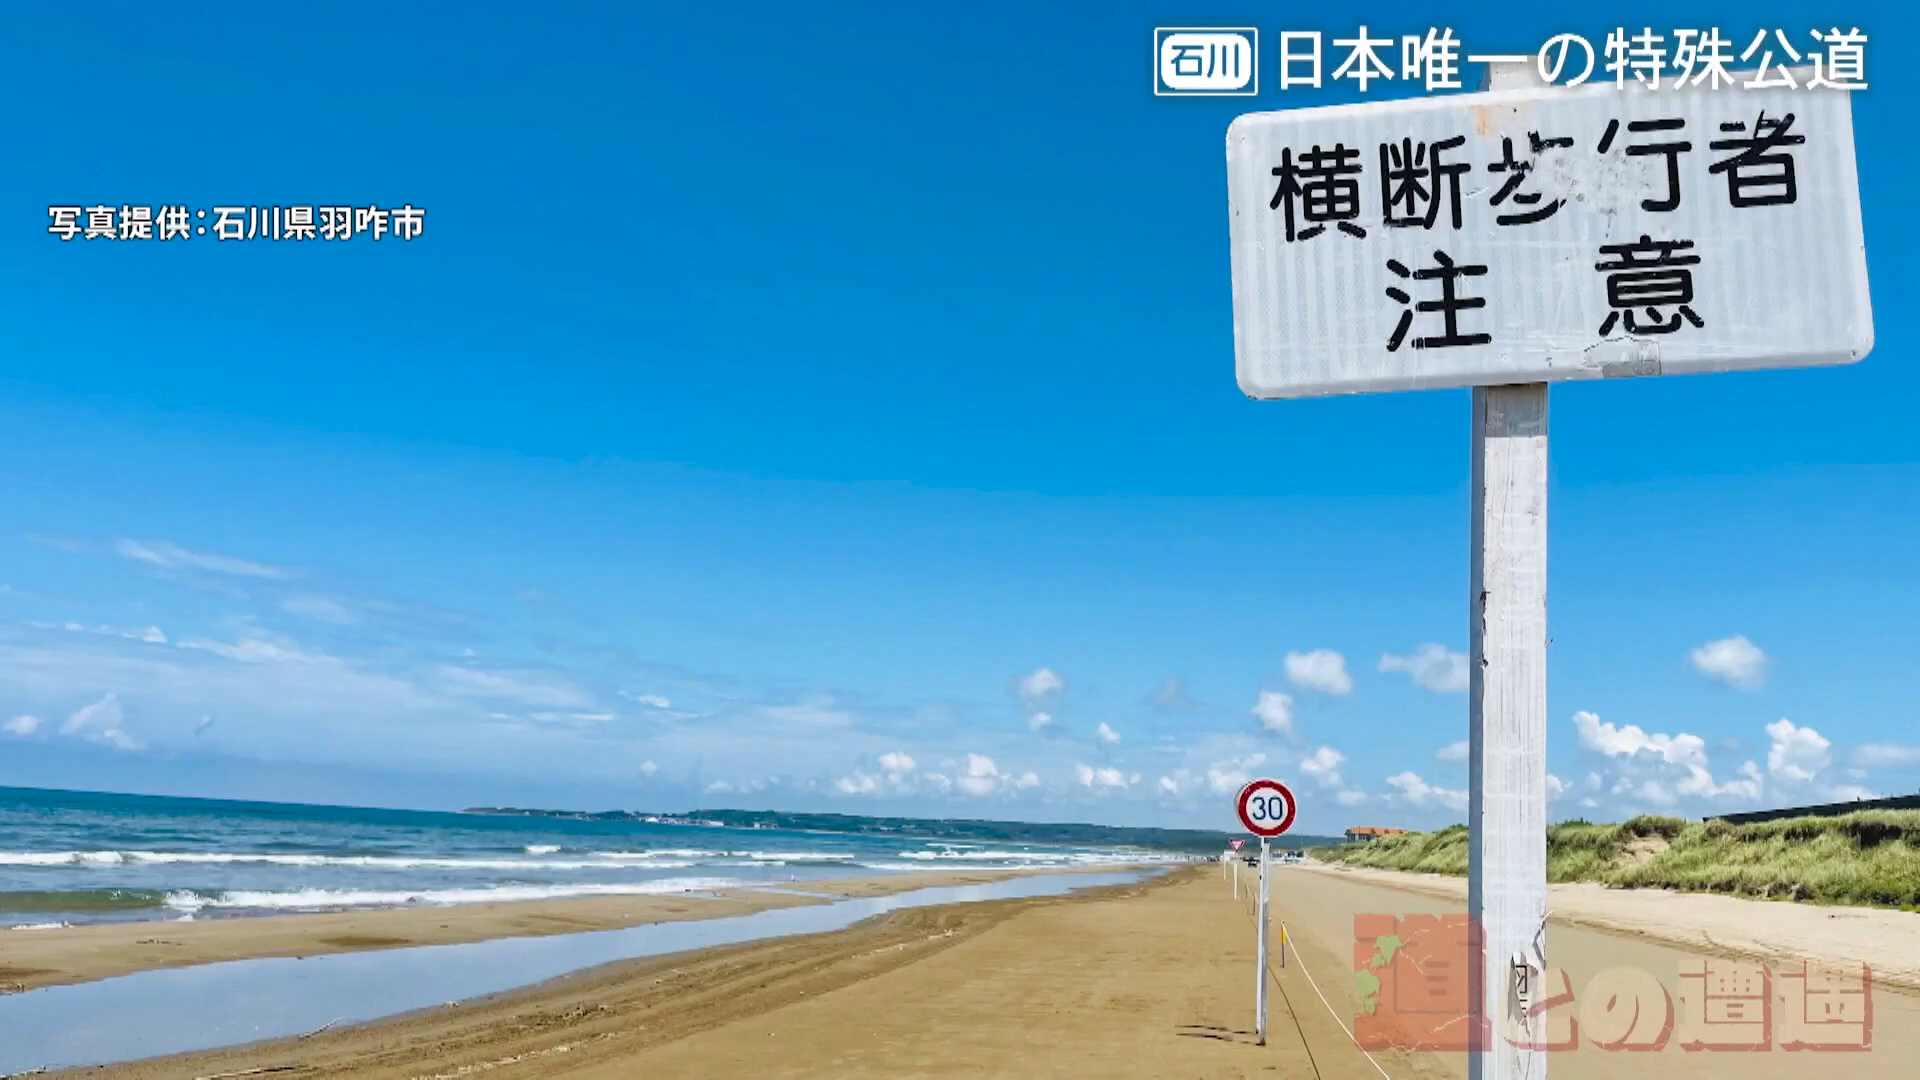 石川 日本唯一の特殊公道
写真提供：石川県羽咋市
横断歩行者
注 意
30
道との遭遇